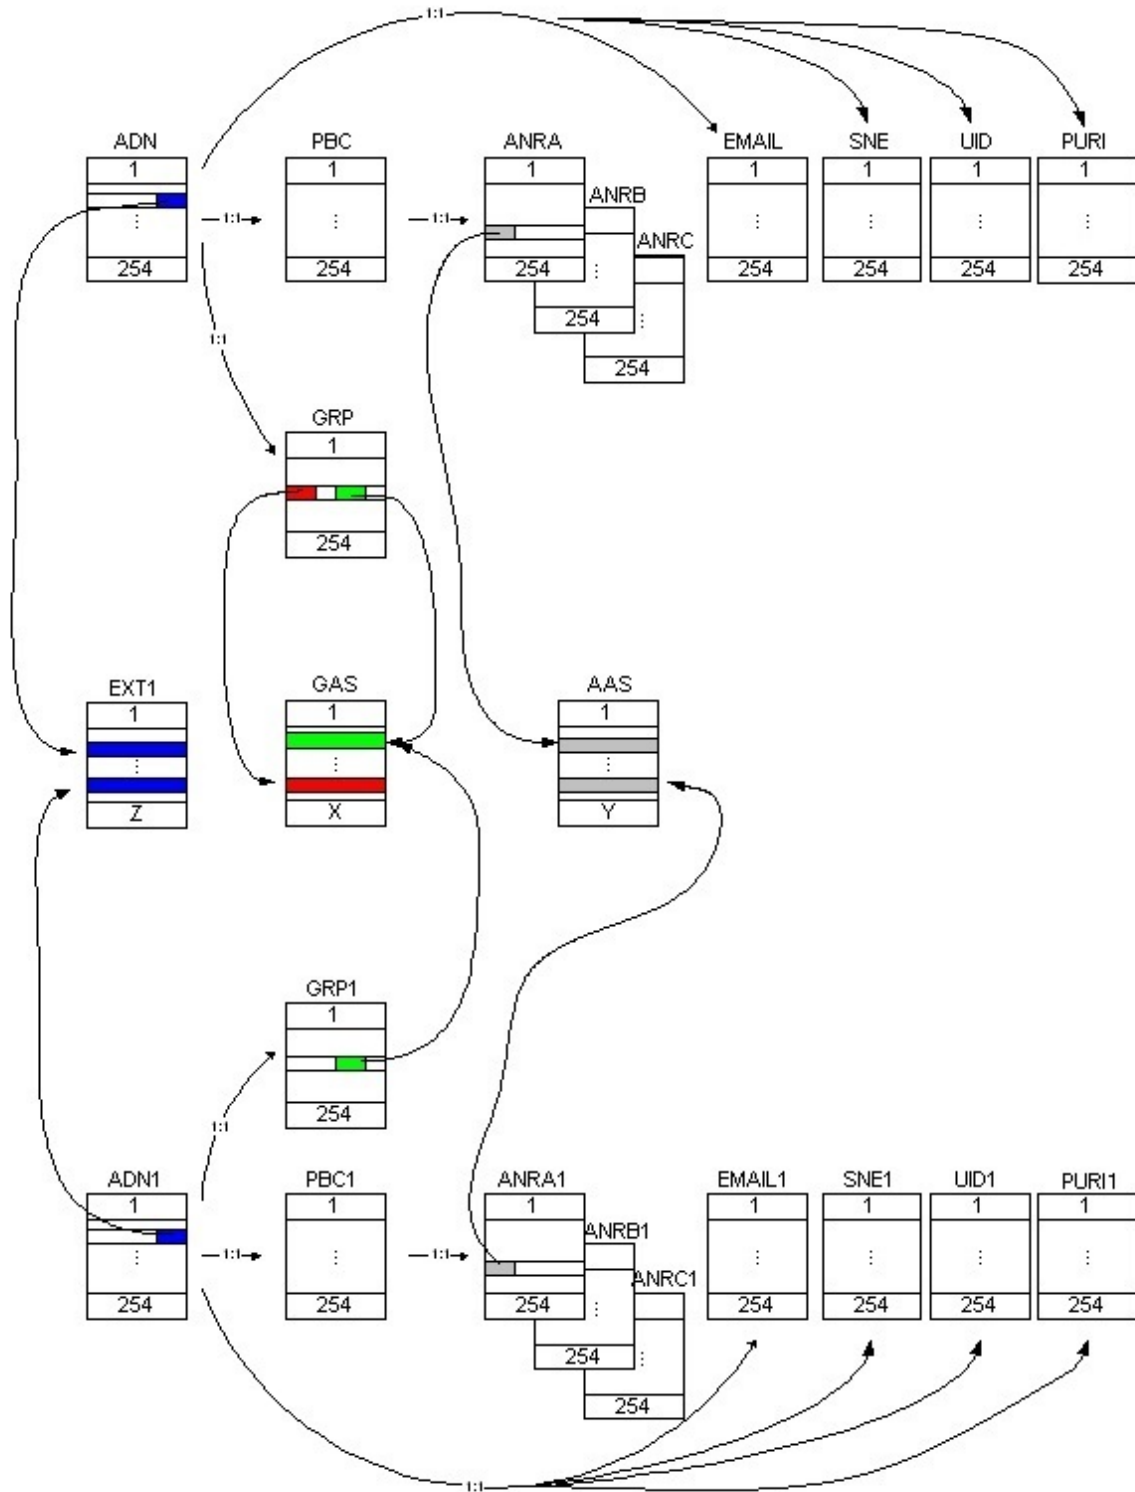 1:1
ADN PBC ANRA EMAIL SNE UID PURI
1 1 1 1 1 1 1
ANRB
1:1 1:1
⋮ ⋮ ⋮ ⋮ ⋮ ⋮
ANRC
254 254 254 ⋮ 254 254 254 254
254 ⋮
1:1
254
GRP
1
254
EXT1 GAS AAS
1 1 1
⋮ ⋮ ⋮
Z X Y
GRP1
1
254
1:1
ADN1 PBC1 ANRA1 EMAIL1 SNE1 UID1 PURI1
1 1 1 1 1 1 1
ANRB1
1:1 1:1
⋮ ⋮ ⋮ ⋮ ⋮ ⋮
ANRC1
254 254 254 ⋮ 254 254 254 254
254 ⋮
254
1:1